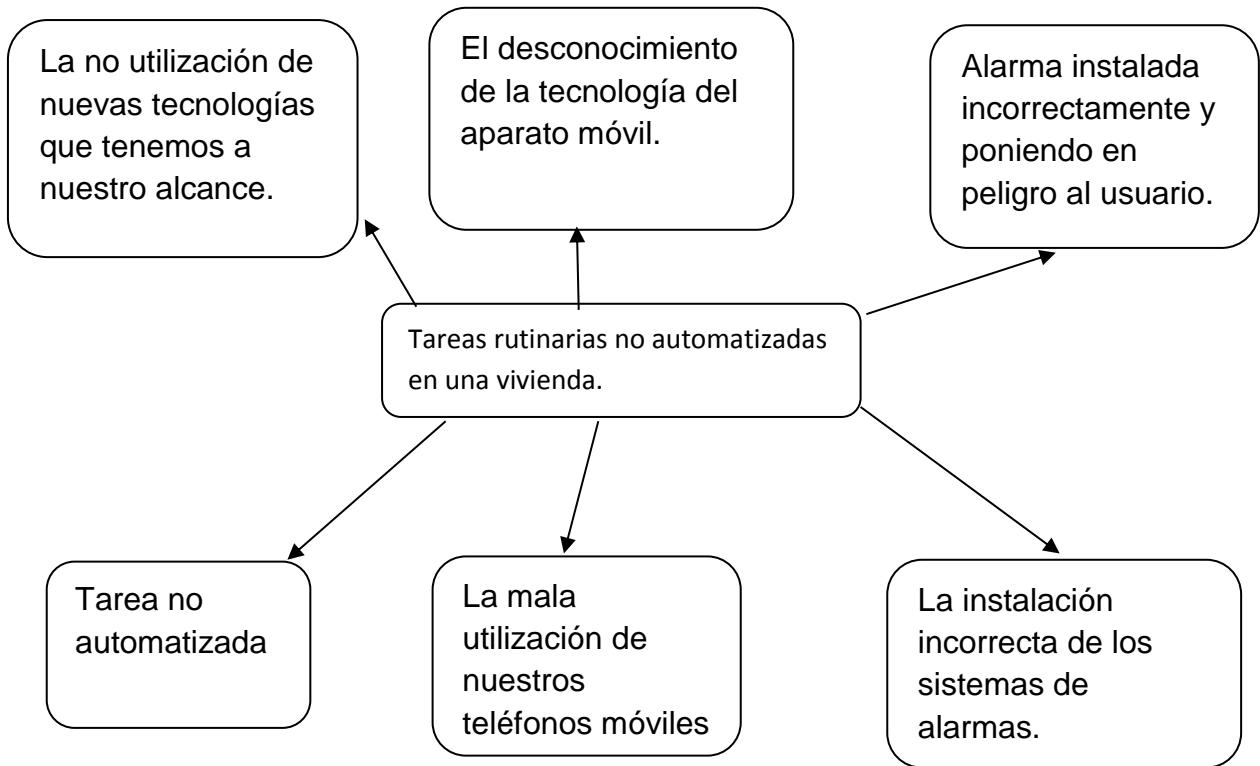 La no utilización de
nuevas tecnologías
que tenemos a
nuestro alcance.
El desconocimiento
de la tecnología del
aparato móvil.
Alarma instalada
incorrectamente y
poniendo en
peligro al usuario.
Tareas rutinarias no automatizadas
en una vivienda.
Tarea no
automatizada
La mala
utilización de
nuestros
teléfonos móviles
La instalación
incorrecta de los
sistemas de
alarmas.